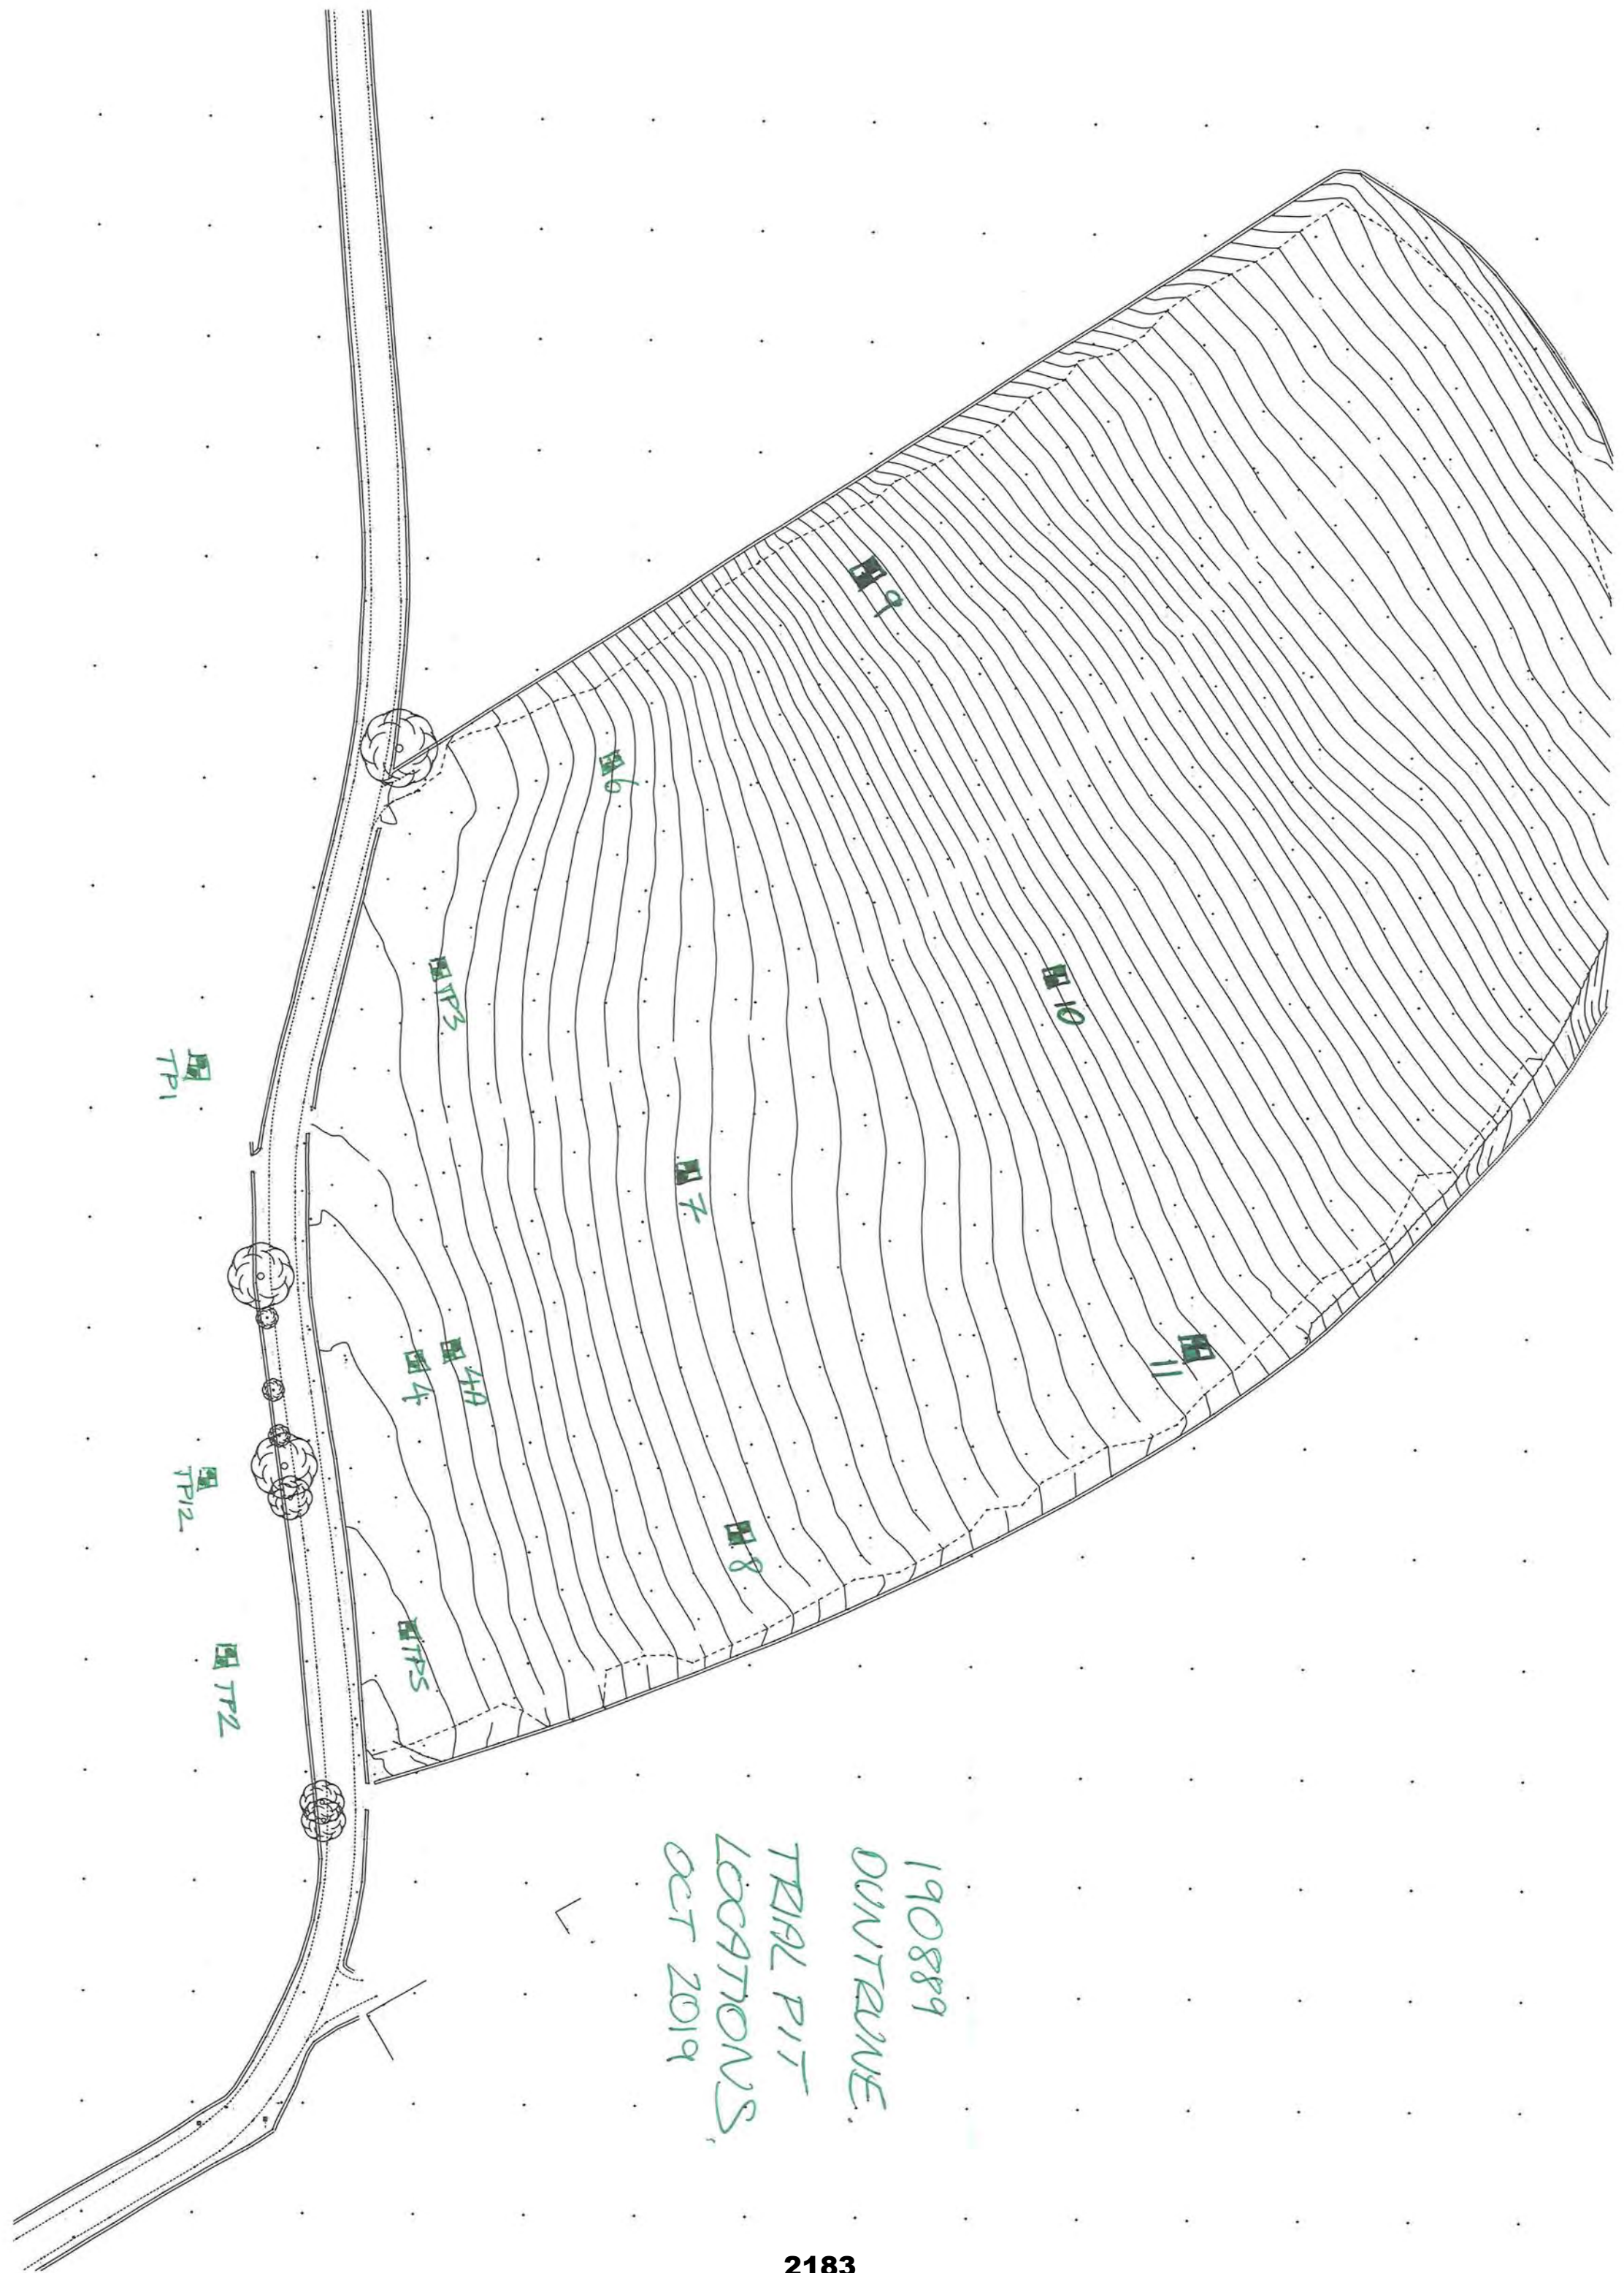 190889
DUNTRUNE.
TRIAL PIT
LOCATIONS,
OCT 2019
9
6
10
TP3
TP1
7
11
4A
4
TP12
8
TP5
TP2
2183